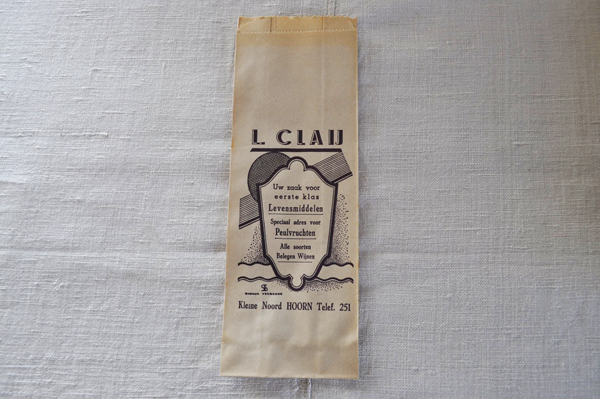 L. CLAIJ
Uw zaak voor
eerste klas
Levensmiddelen
Speciaal adres voor
Peulvruchten
Alle soorten
Belegen Wijnen
Kleine Noord HOORN Telef. 251